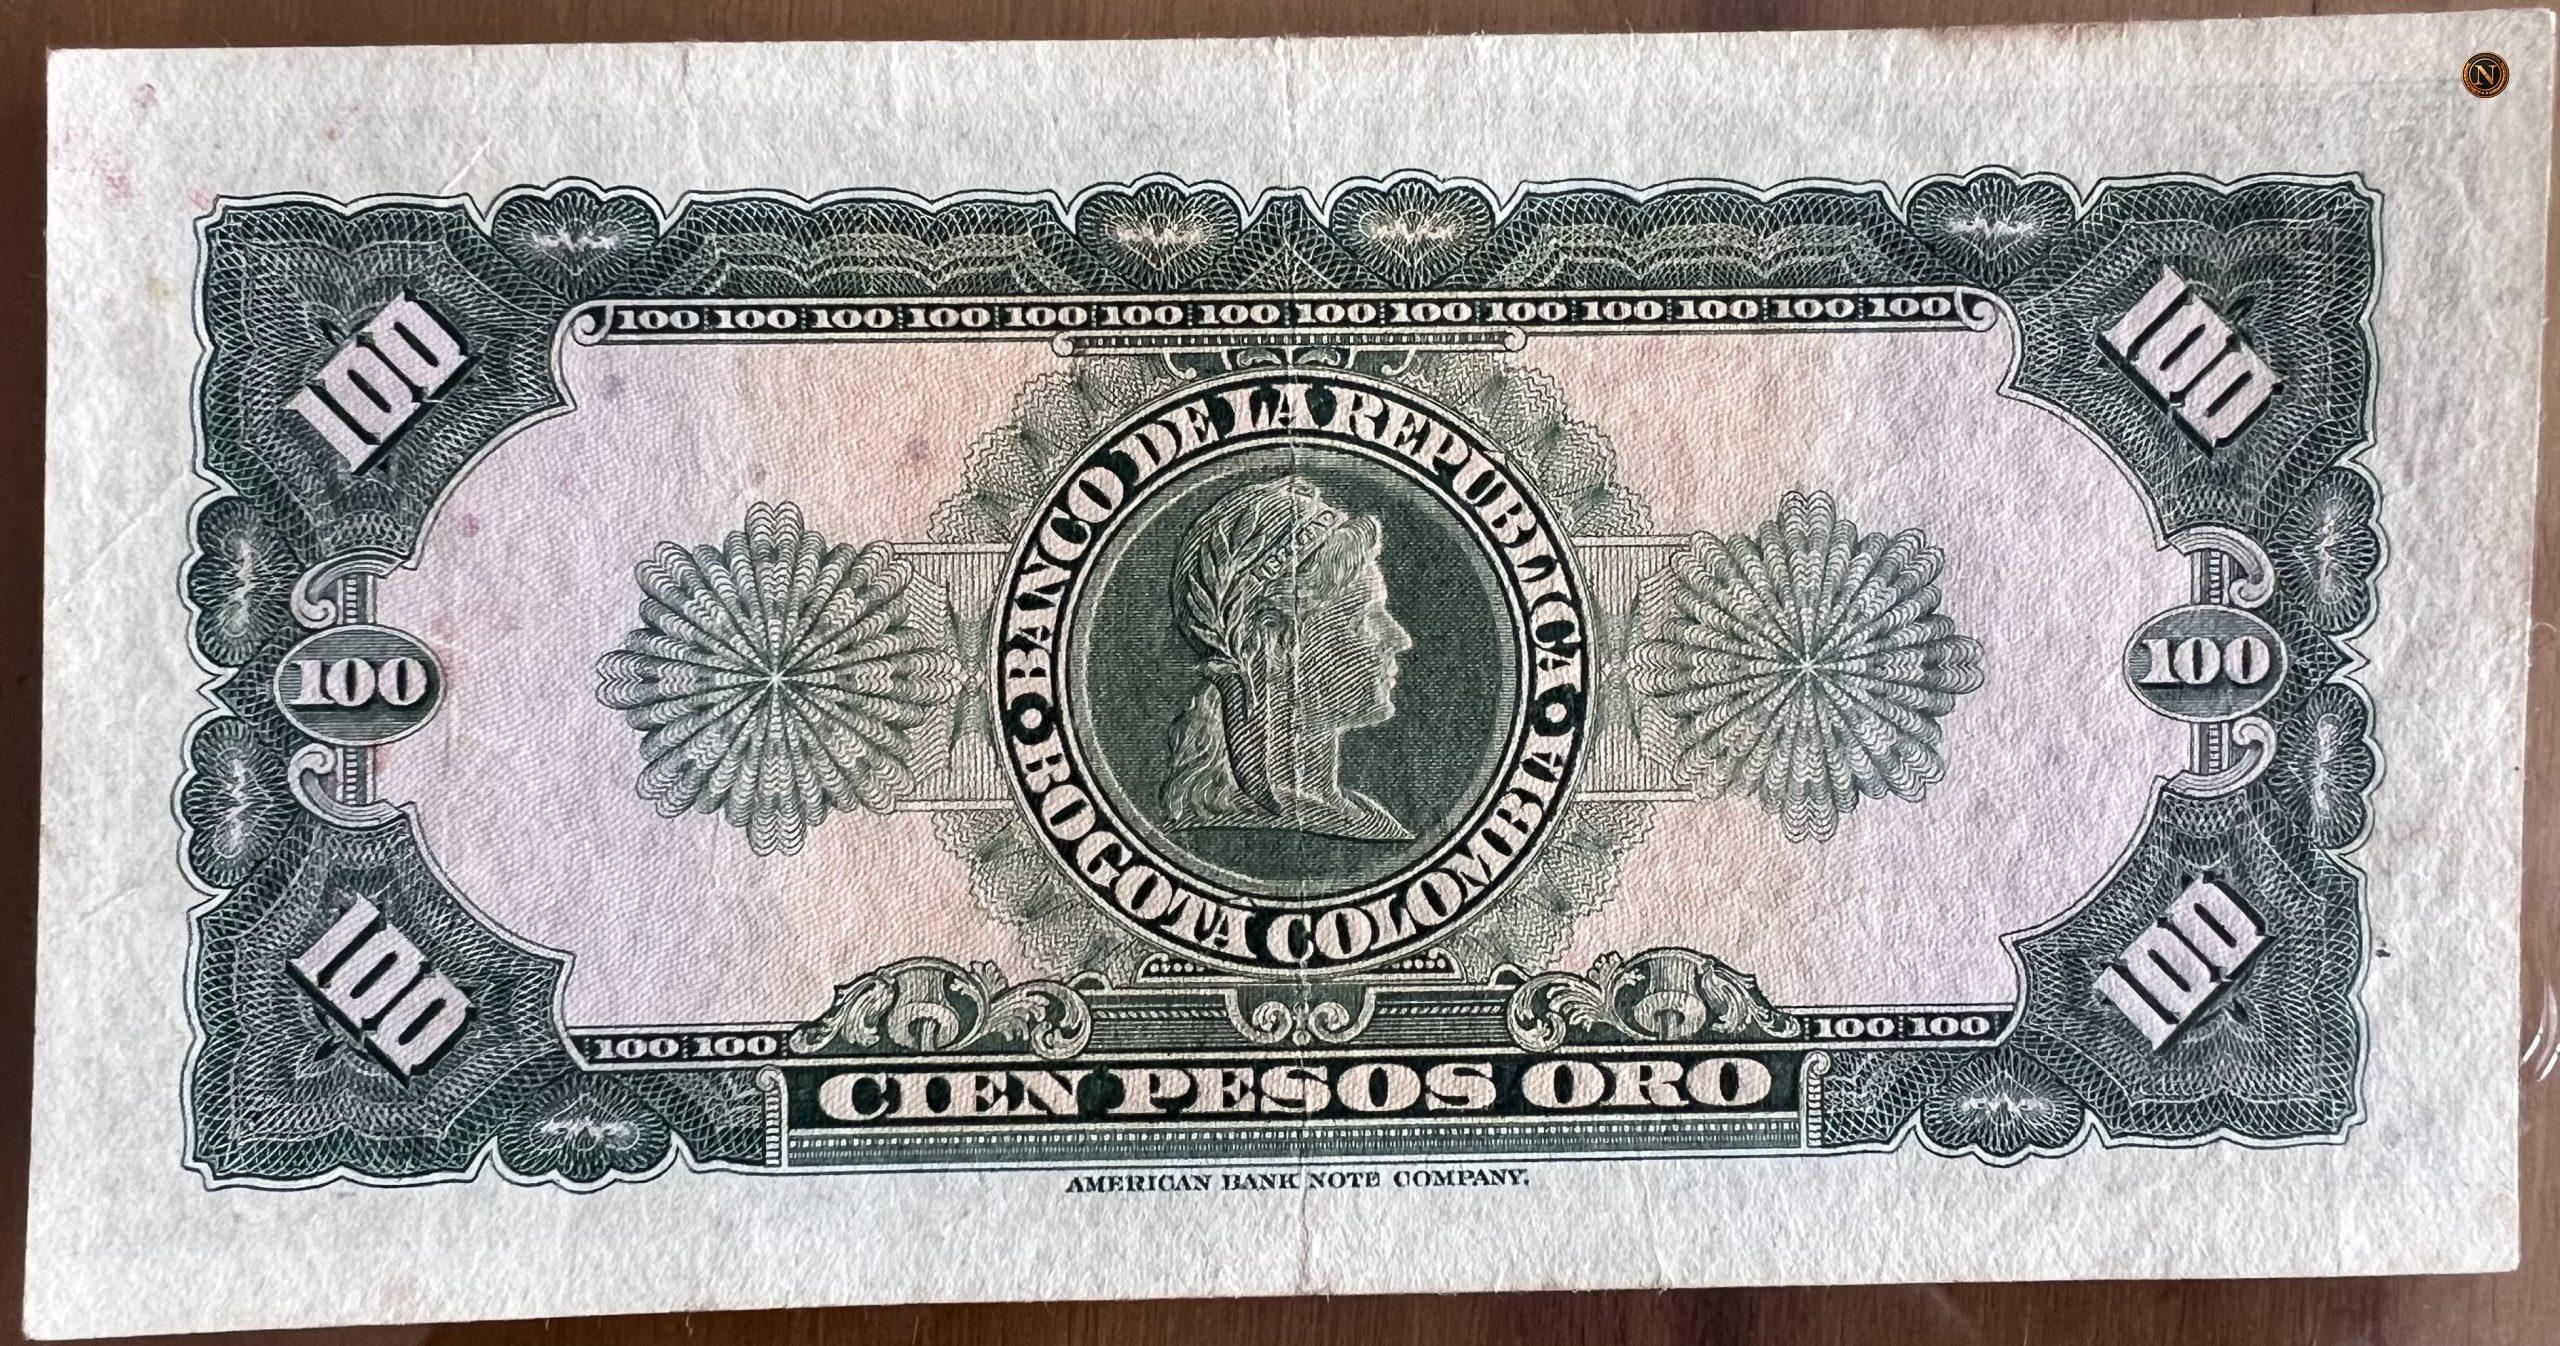 N
100 100
100 100 100 100 100 100 100 100 100 100 100 100 100 100
BANCO DE LA REPUBLICA
100 100
BOGOTÁ COLOMBIA
100 100
100 100 100 100
CIEN PESOS ORO
AMERICAN BANK NOTE COMPANY.